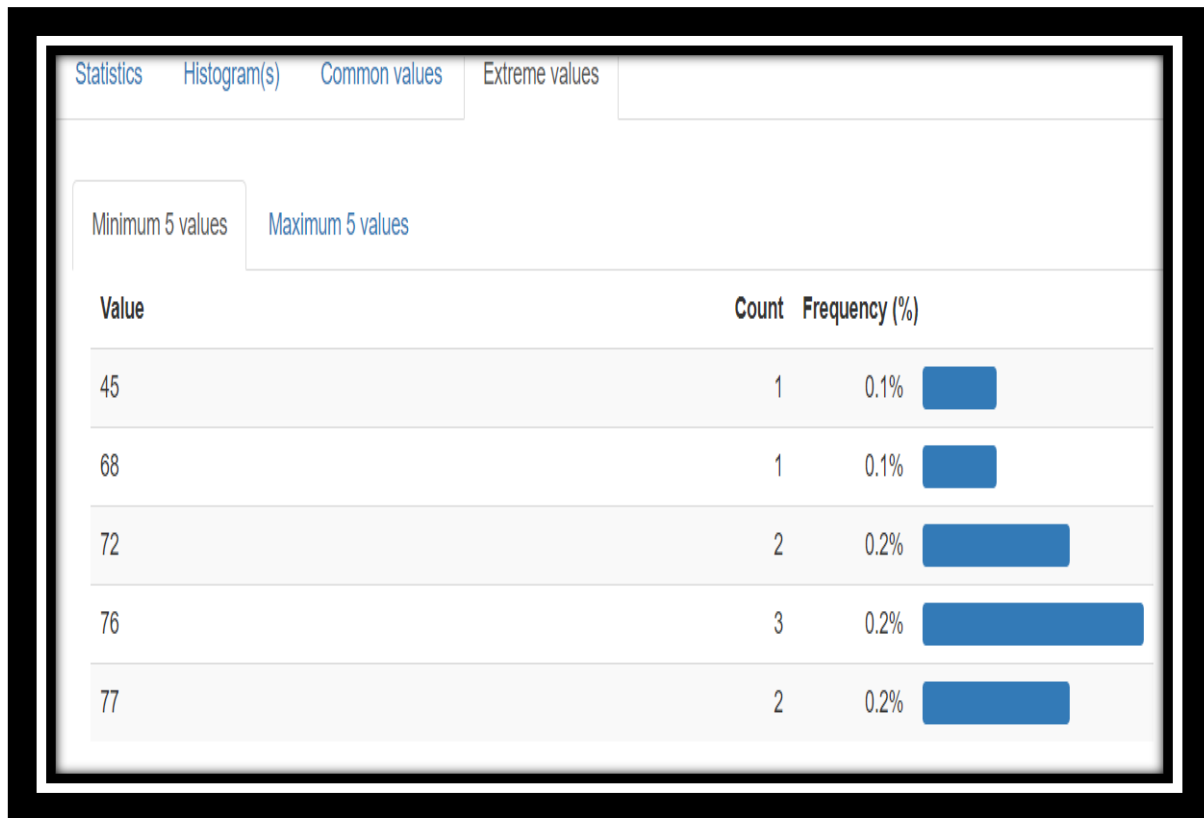 Statistics Histogram(s) Common values Extreme values
Minimum 5 values Maximum 5 values
Value Count Frequency (%)
45 1 0.1%
68 1 0.1%
72 2 0.2%
76 3 0.2%
77 2 0.2%